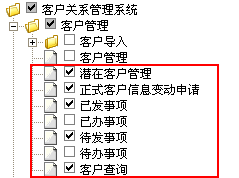 客户关系管理系统
客户管理
客户导入
客户管理
潜在客户管理
正式客户信息变动申请
已发事项
已办事项
待发事项
待办事项
客户查询